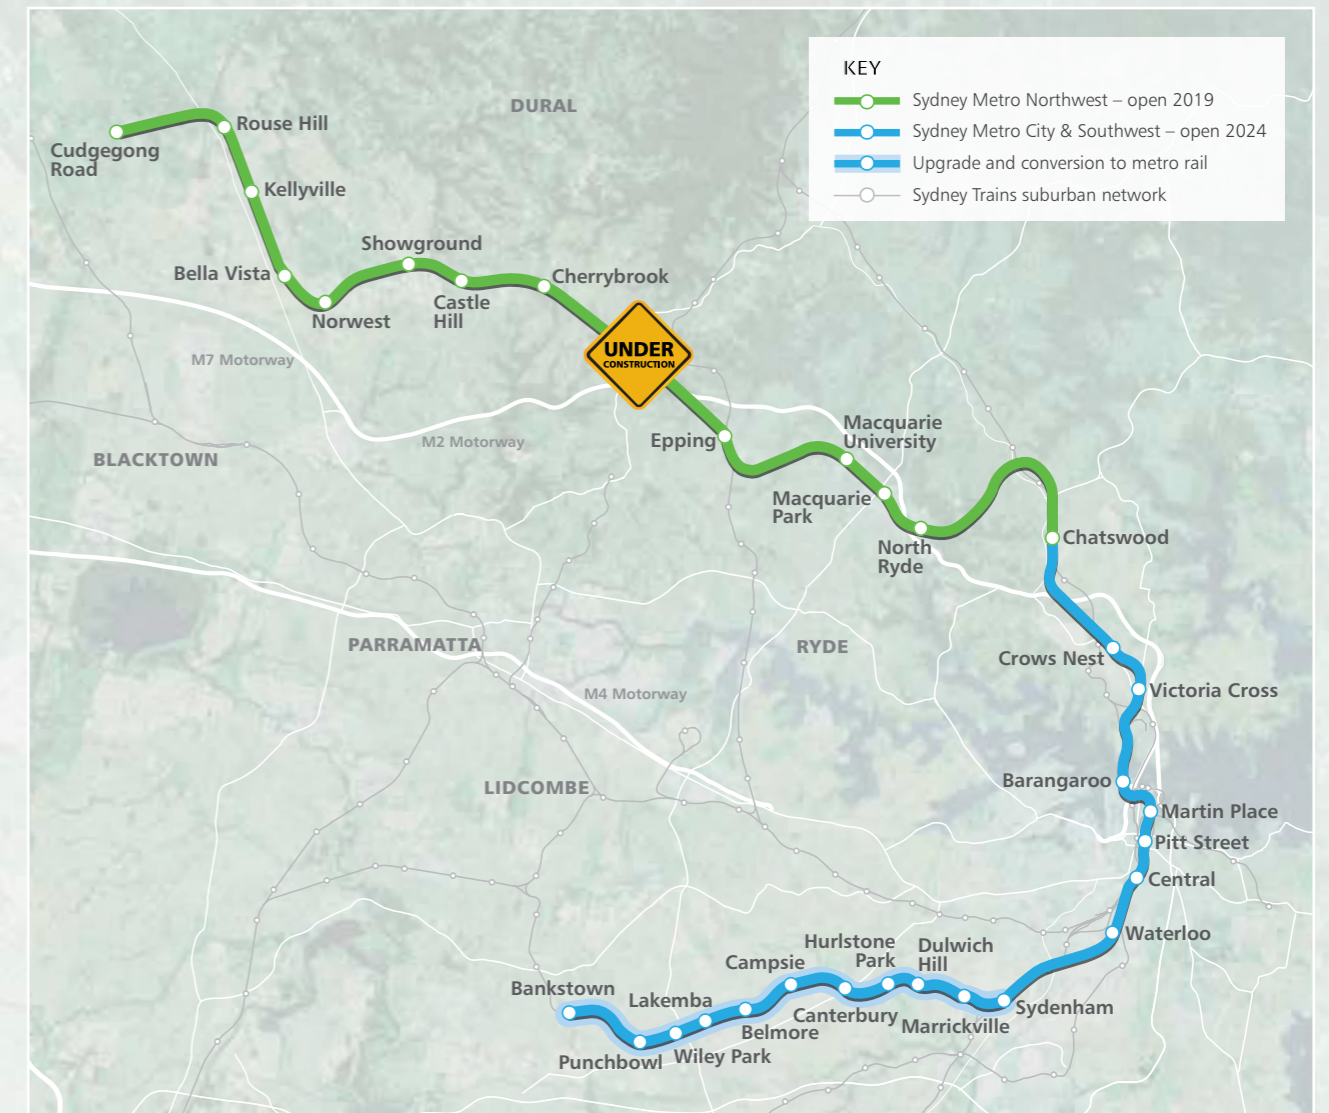 KEY
Sydney Metro Northwest – open 2019
Sydney Metro City & Southwest – open 2024
Upgrade and conversion to metro rail
Sydney Trains suburban network
DURAL
Rouse Hill
Cudgegong
Road
Kellyville
Showground
Bella Vista
Cherrybrook
Castle
Hill
Norwest
UNDER
CONSTRUCTION
M7 Motorway
M2 Motorway
Epping
Macquarie
University
BLACKTOWN
Macquarie
Park
North
Ryde
Chatswood
PARRAMATTA
RYDE
Crows Nest
M4 Motorway
Victoria Cross
LIDCOMBE
Barangaroo
Martin Place
Pitt Street
Central
Waterloo
Hurlstone
Park
Dulwich
Hill
Campsie
Bankstown
Lakemba
Sydenham
Canterbury
Marrickville
Belmore
Wiley Park
Punchbowl